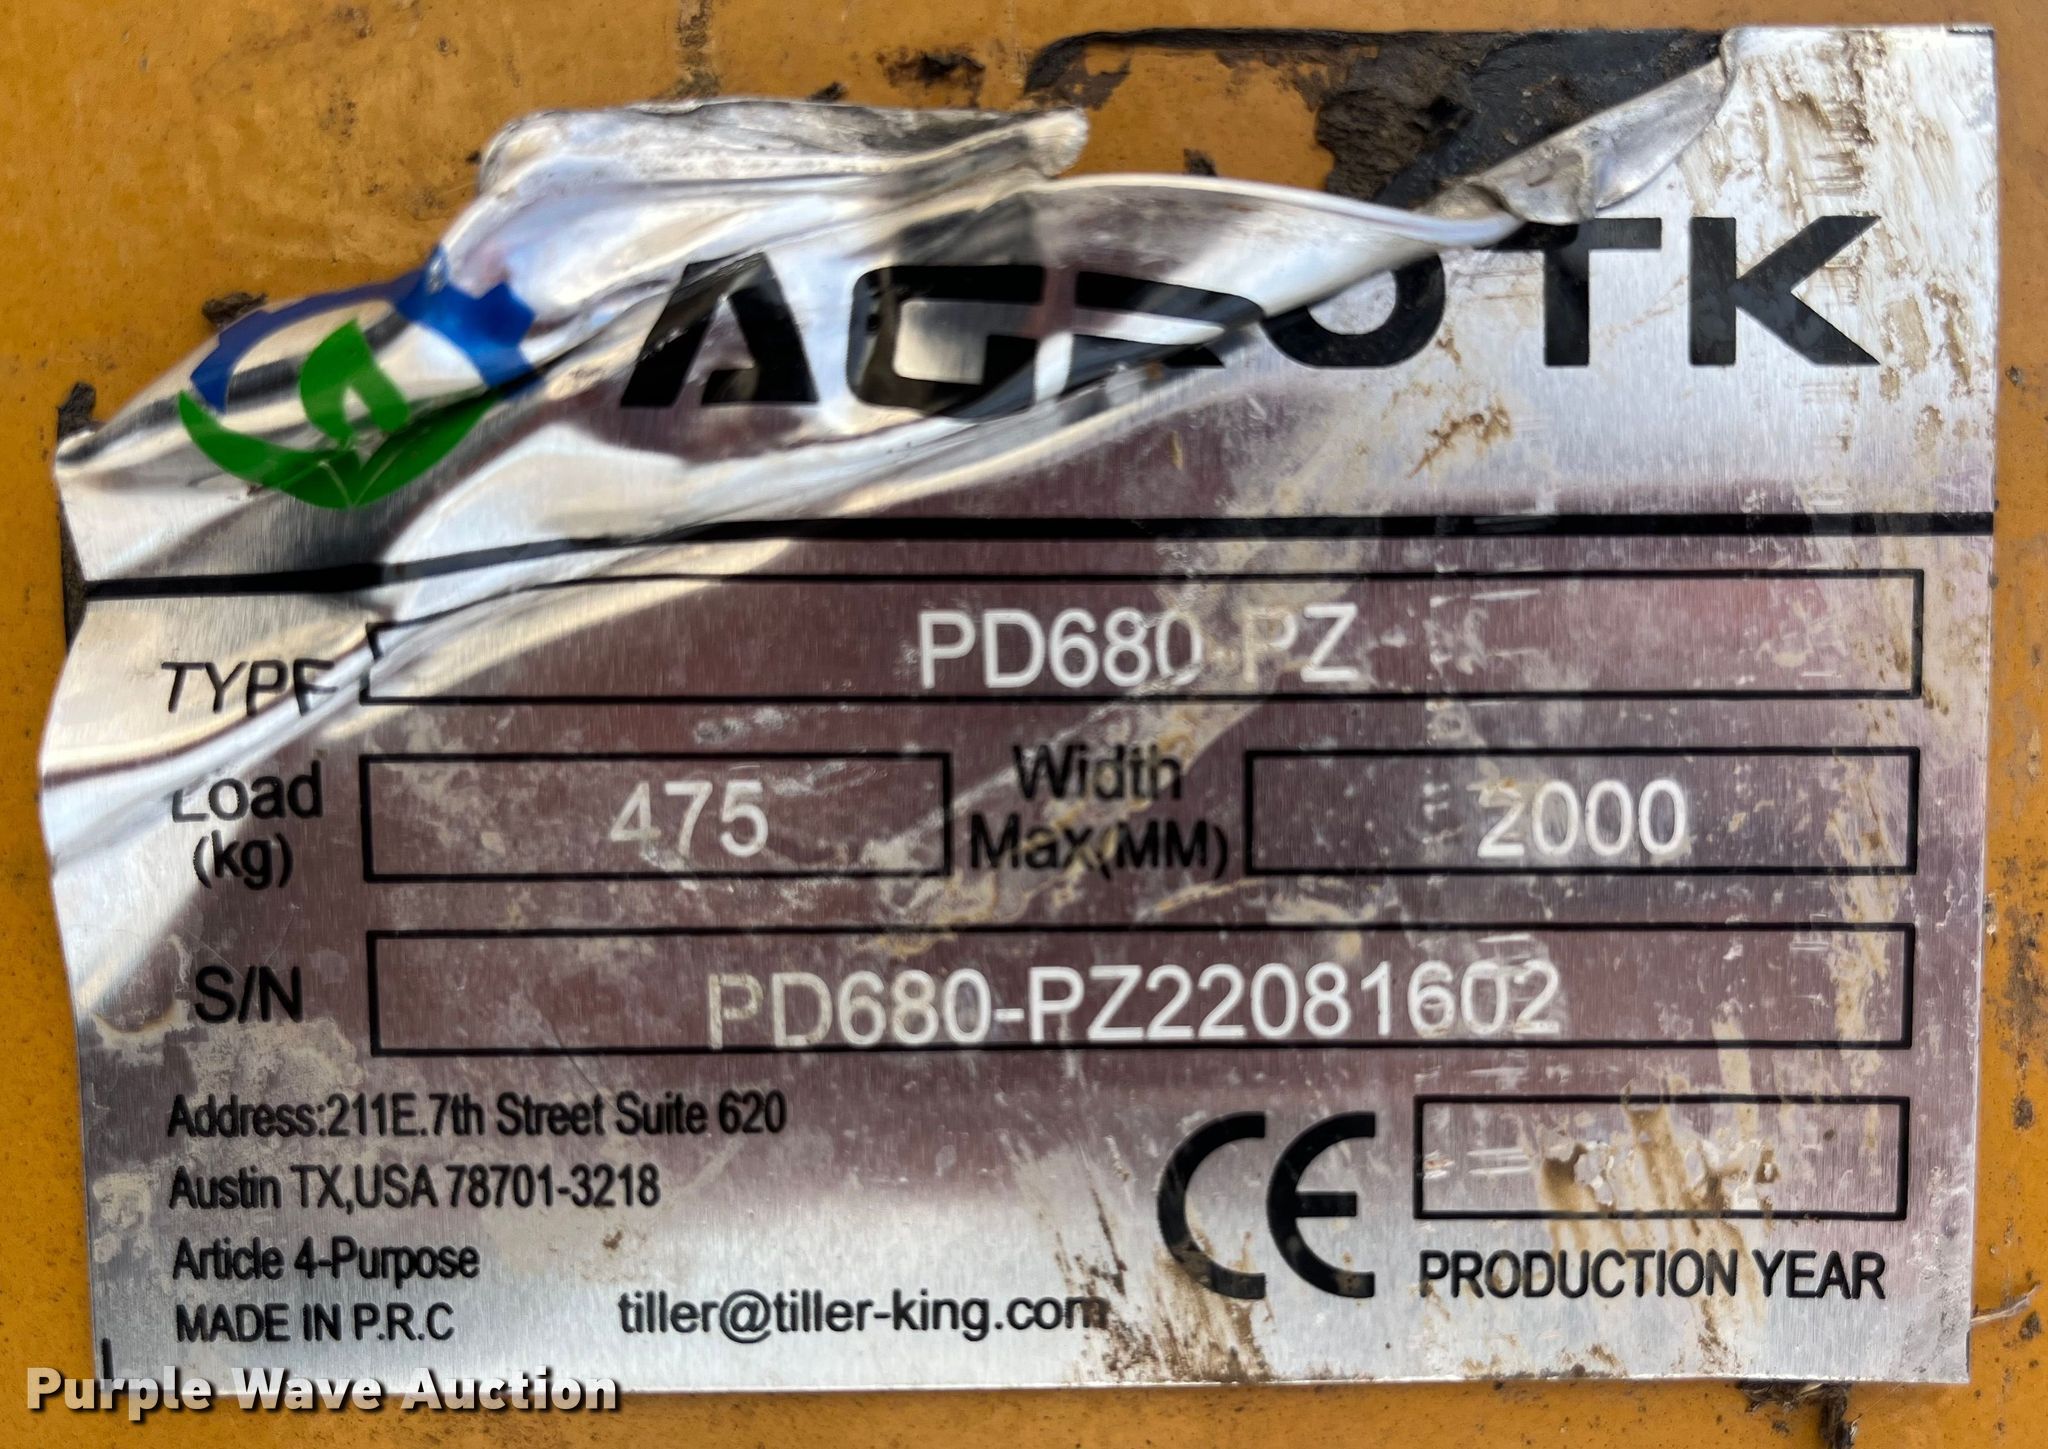 AGROTK
TYPE PD680-PZ
Load (kg) 475 Width Max(MM) 2000
S/N PD680-PZ22081602
Address:211E.7th Street Suite 620
Austin TX,USA 78701-3218
Article 4-Purpose
MADE IN P.R.C
tiller@tiller-king.com
CE
PRODUCTION YEAR
Purple Wave Auction